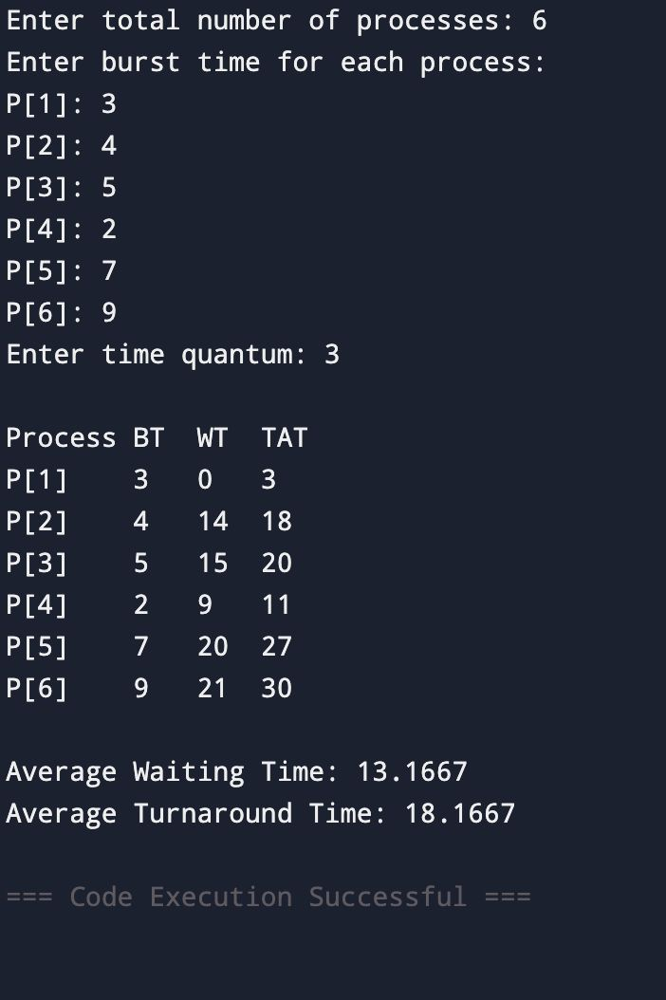 Enter total number of processes: 6
Enter burst time for each process:
P[1]: 3
P[2]: 4
P[3]: 5
P[4]: 2
P[5]: 7
P[6]: 9
Enter time quantum: 3
Process BT WT TAT
P[1] 3 0 3
P[2] 4 14 18
P[3] 5 15 20
P[4] 2 9 11
P[5] 7 20 27
P[6] 9 21 30
Average Waiting Time: 13.1667
Average Turnaround Time: 18.1667
=== Code Execution Successful ===